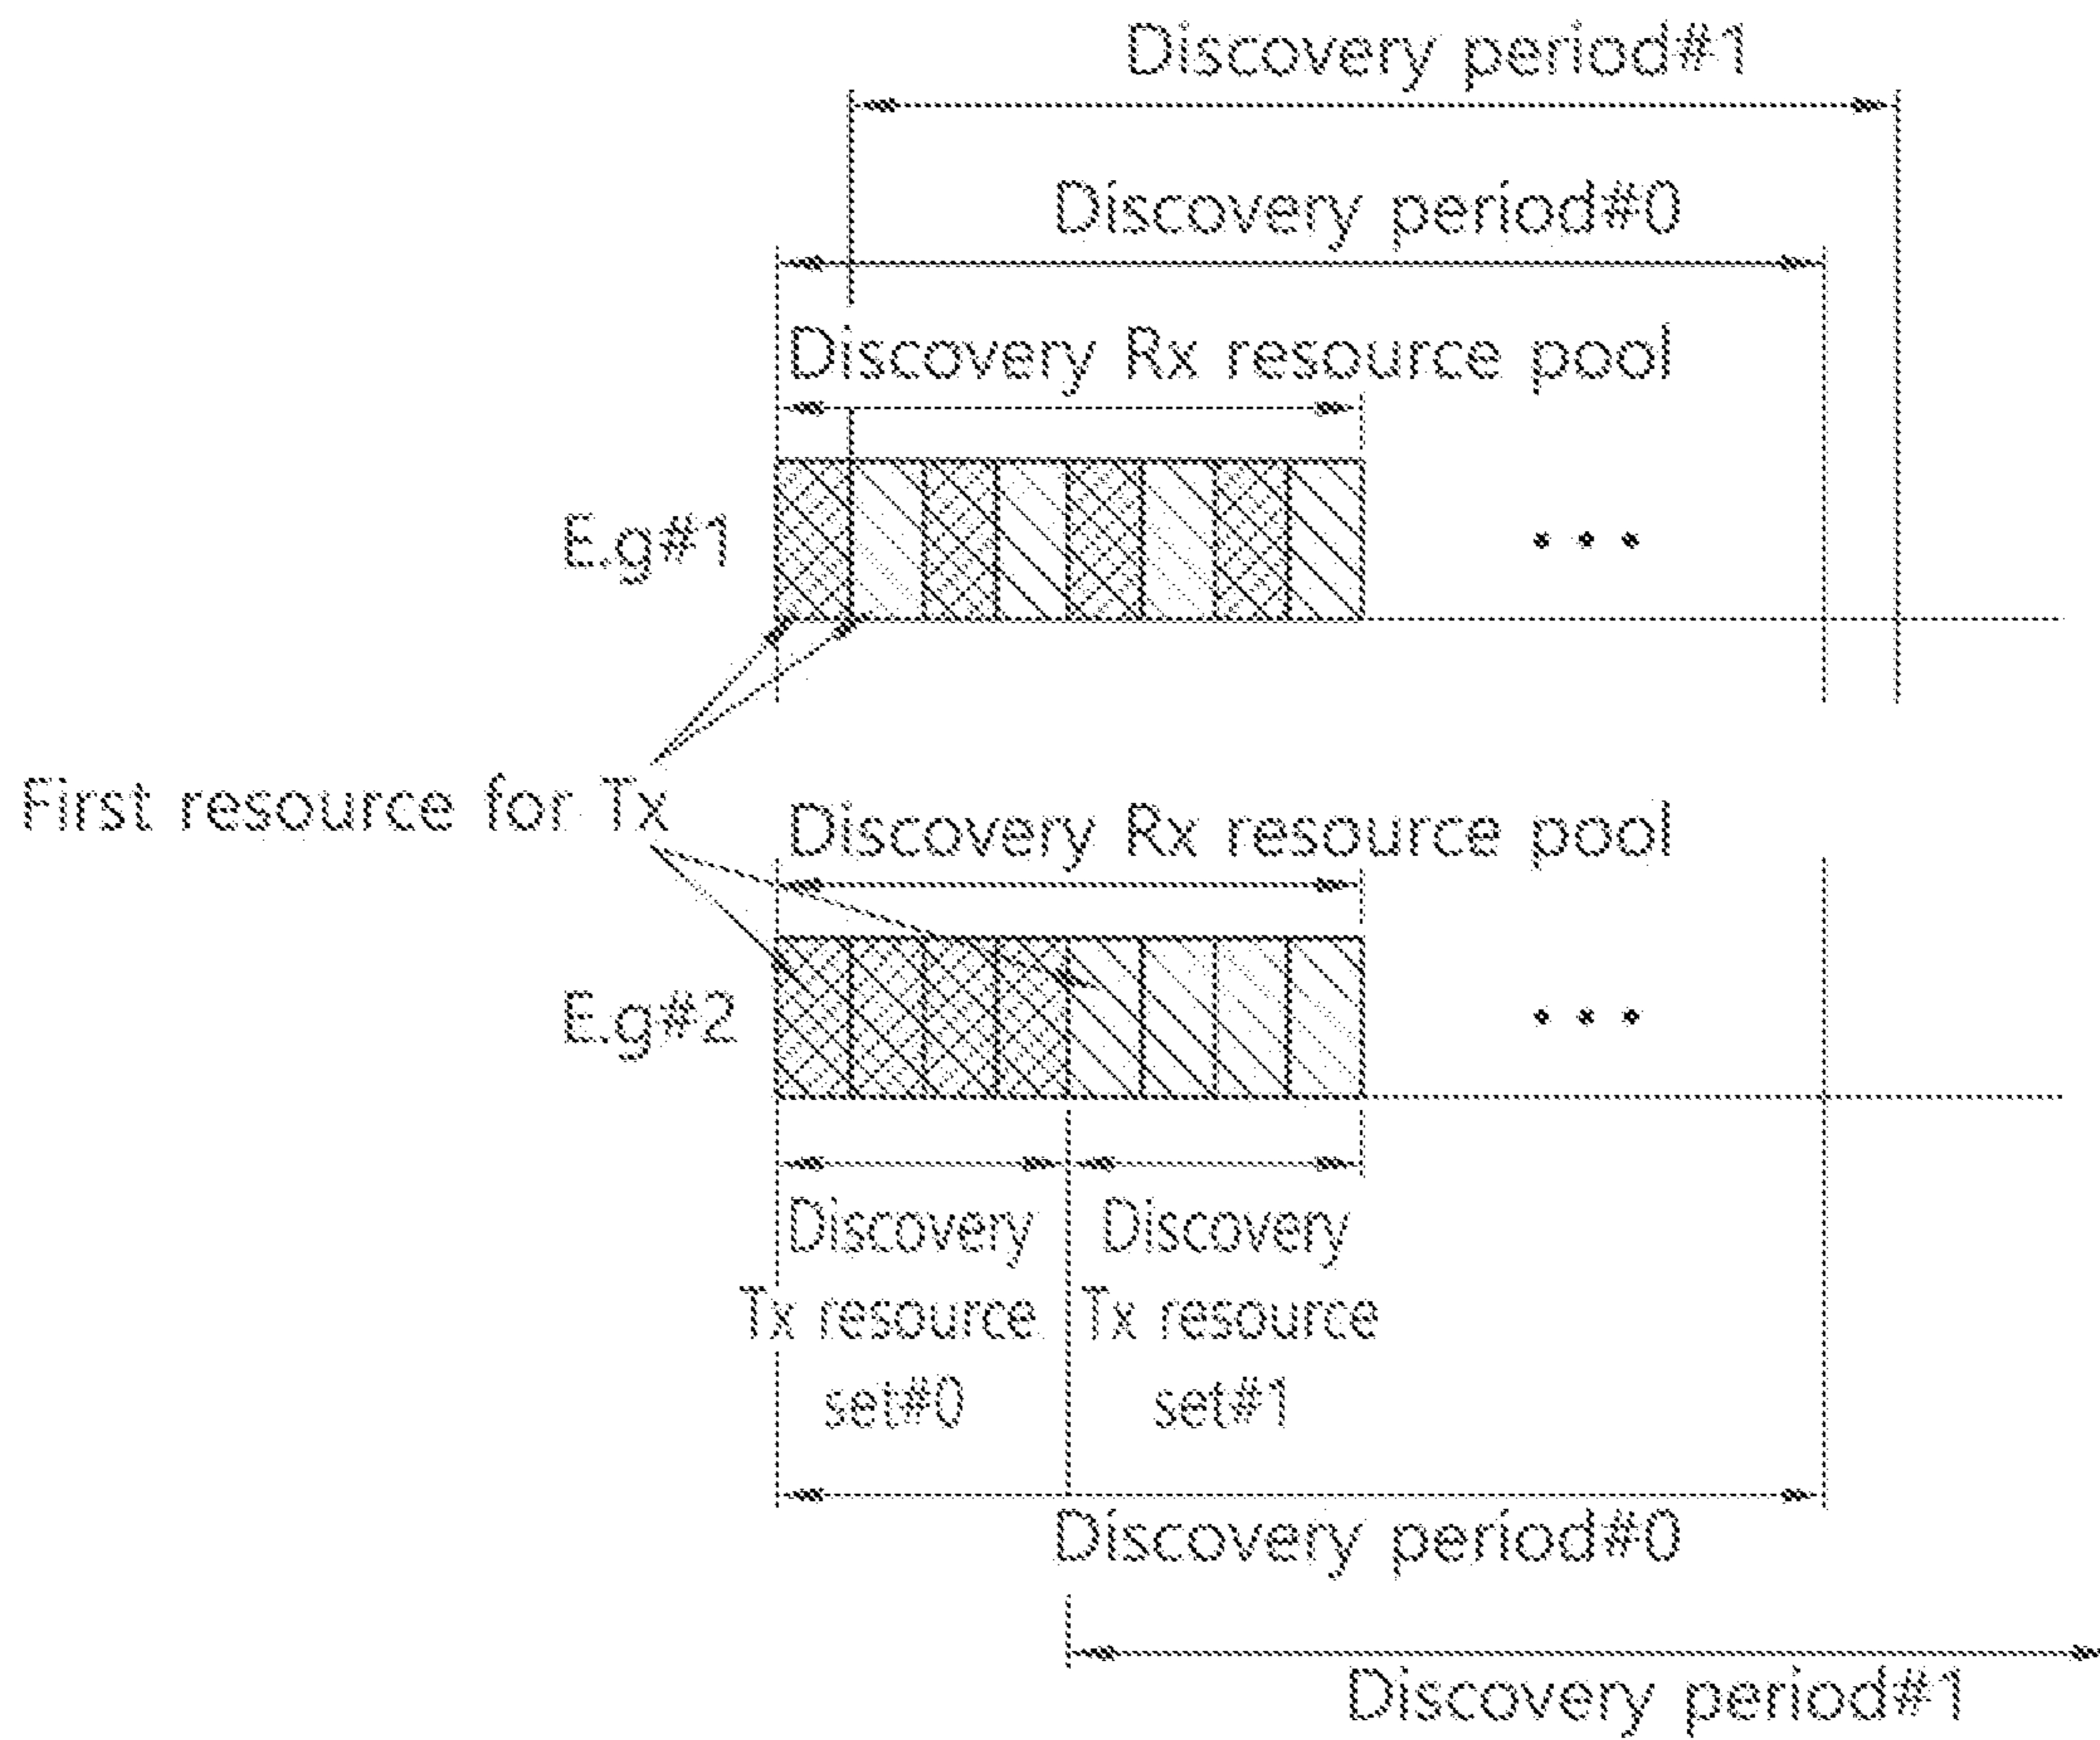 Discovery period#1
Discovery period#0
Discovery Rx resource pool
E.g#1
First resource for Tx
Discovery Rx resource pool
E.g#2
Discovery
Tx resource
set#0
Discovery
Tx resource
set#1
Discovery period#0
Discovery period#1